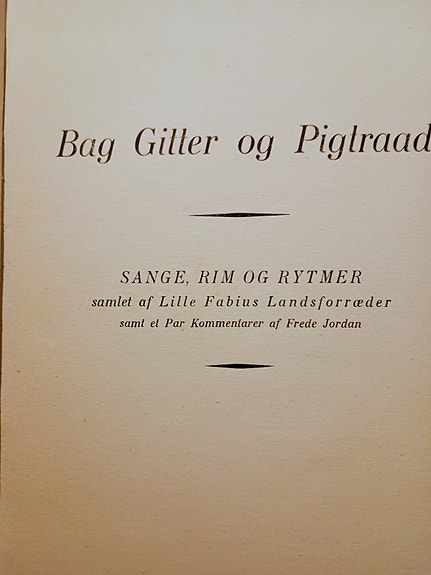 Bag Gitter og Pigtraad
SANGE, RIM OG RYTMER
samlet af Lille Fabius Landsforræder
samt et Par Kommentarer af Frede Jordan